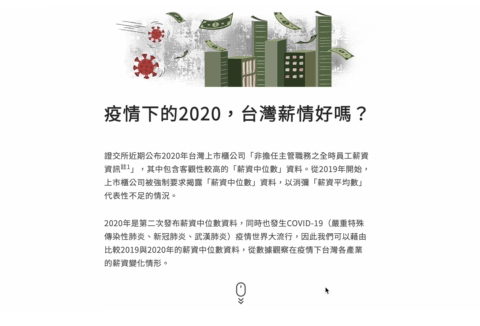 疫情下的2020，台灣薪情好嗎？
證交所近期公布2020年台灣上市櫃公司「非擔任主管職務之全時員工薪資
資訊註1」，其中包含客觀性較高的「薪資中位數」資料。從2019年開始，
上市櫃公司被強制要求揭露「薪資中位數」資料，以消彌「薪資平均數」
代表性不足的情況。
2020年是第二次發布薪資中位數資料，同時也發生COVID-19（嚴重特殊
傳染性肺炎、新冠肺炎、武漢肺炎）疫情世界大流行，因此我們可以藉由
比較2019與2020年的薪資中位數資料，從數據觀察在疫情下台灣各產業
的薪資變化情形。